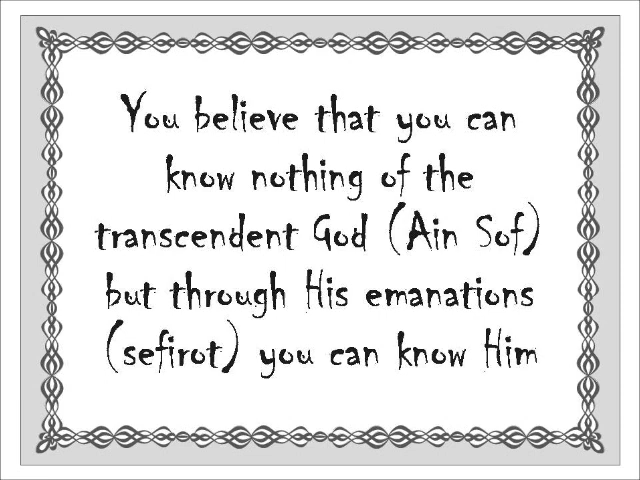 You believe that you can
know nothing of the
transcendent God (Ain Sof)
but through His emanations
(sefirot) you can know Him